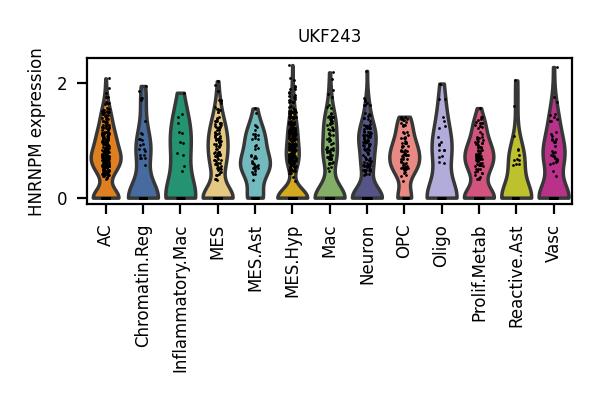 UKF243
HNRNPM expression
2
0
AC
Chromatin.Reg
Inflammatory.Mac
MES
MES.Ast
MES.Hyp
Mac
Neuron
OPC
Oligo
Prolif.Metab
Reactive.Ast
Vasc